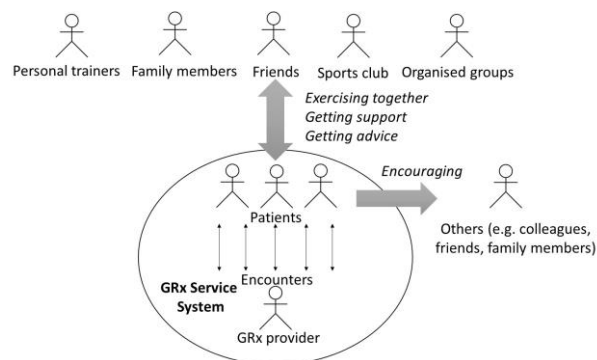 Personal trainers
Family members
Friends
Sports club
Organised groups
Exercising together
Getting support
Getting advice
Encouraging
Patients
Others (e.g. colleagues,
friends, family members)
Encounters
GRx Service
System
GRx provider